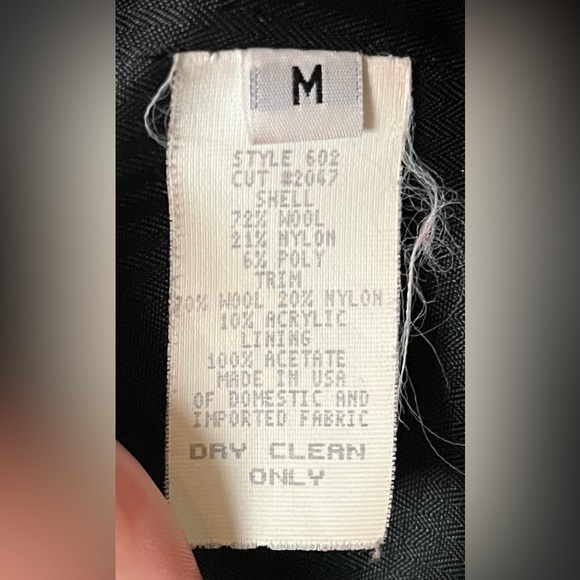 M
STYLE 602
CUT #2047
SHELL
72% WOOL
21% NYLON
6% POLY
TRIM
70% WOOL 20% NYLON
10% ACRYLIC
LINING
100% ACETATE
MADE IN USA
OF DOMESTIC AND
IMPORTED FABRIC
DRY CLEAN
ONLY